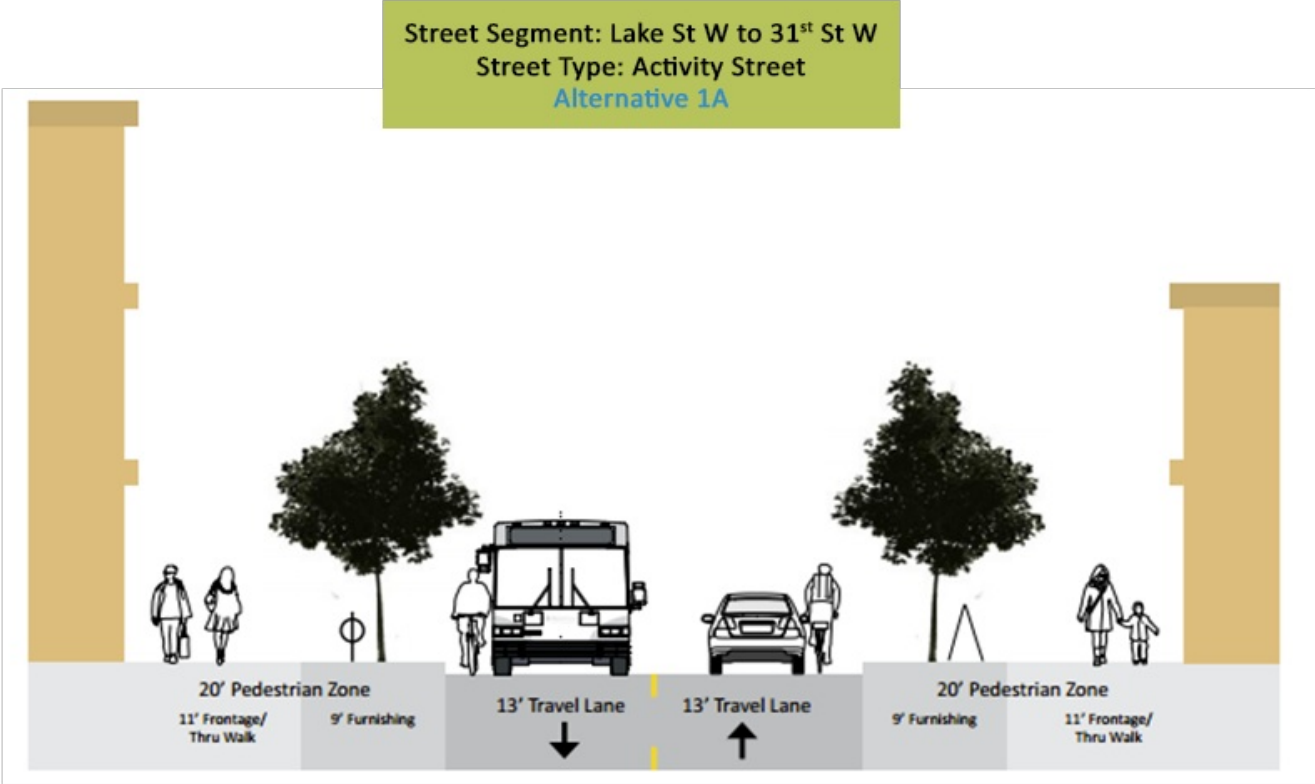 Street Segment: Lake St W to 31st St W
Street Type: Activity Street
Alternative 1A
20′ Pedestrian Zone
11′ Frontage/
Thru Walk
9′ Furnishing
13′ Travel Lane
13′ Travel Lane
20′ Pedestrian Zone
9′ Furnishing
11′ Frontage/
Thru Walk